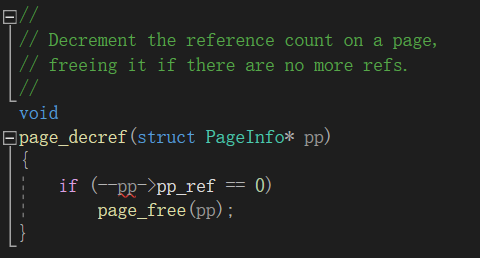 //
// Decrement the reference count on a page,
// freeing it if there are no more refs.
//
void
page_decref(struct PageInfo* pp)
{
if (--pp->pp_ref == 0)
page_free(pp);
}